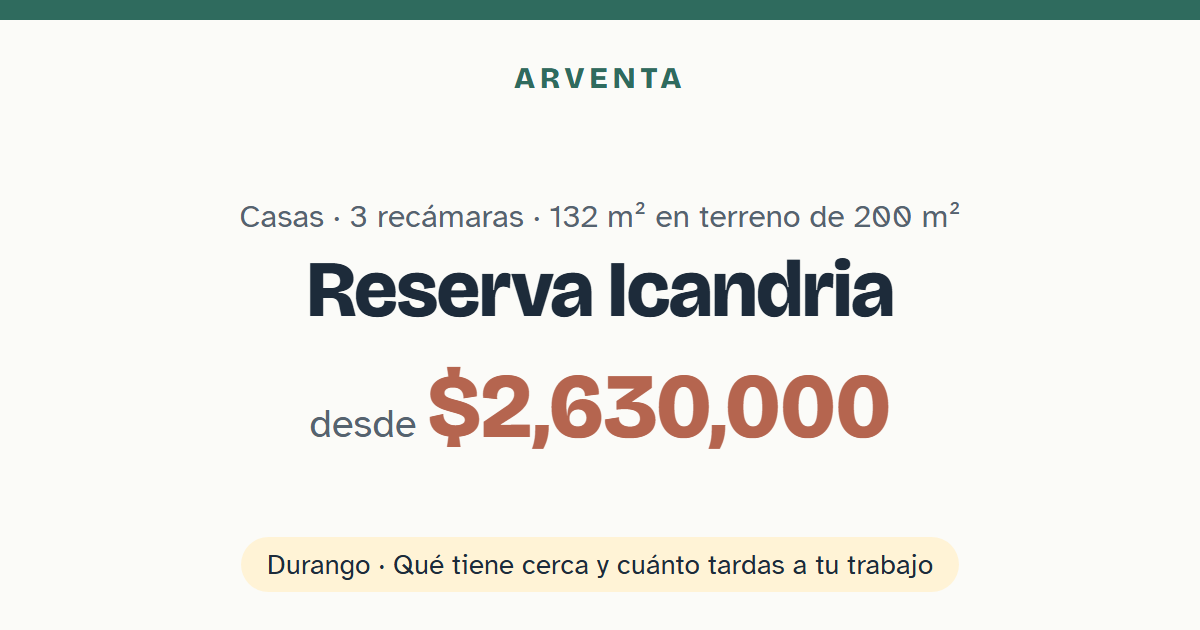 ARVENTA
Casas · 3 recámaras · 132 m² en terreno de 200 m²
Reserva Icandria
desde $2,630,000
Durango · Qué tiene cerca y cuánto tardas a tu trabajo